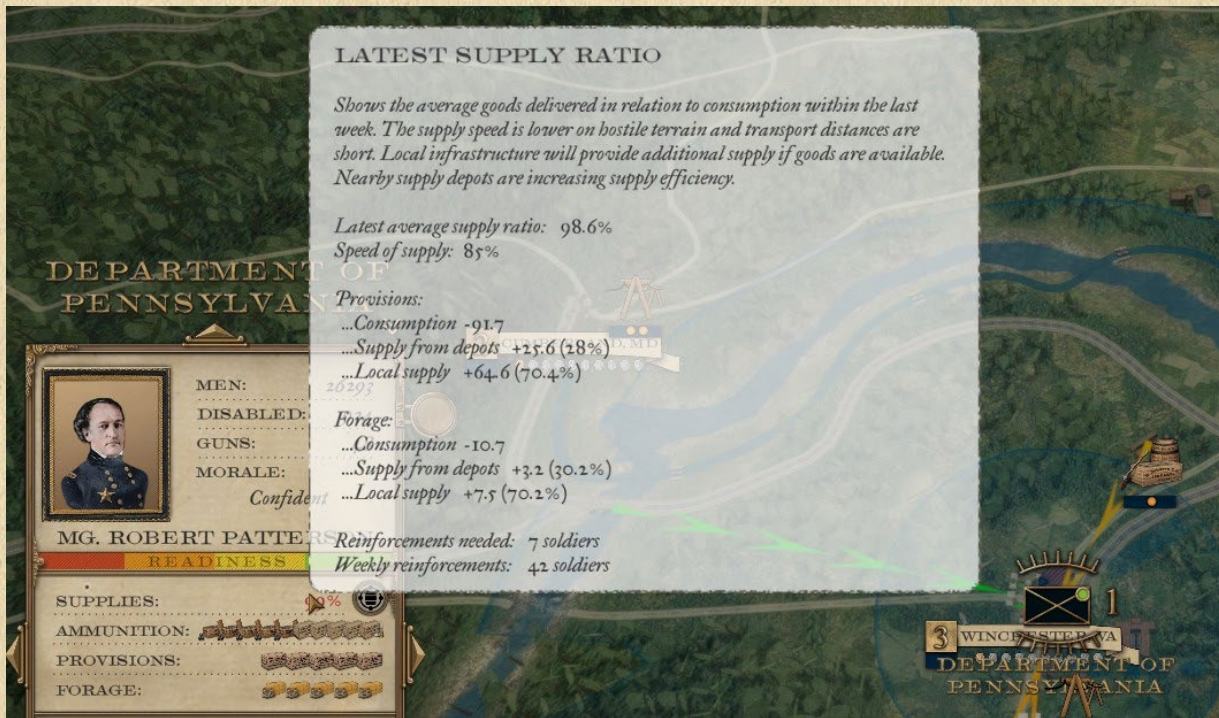 LATEST SUPPLY RATIO
Shows the average goods delivered in relation to consumption within the last
week. The supply speed is lower on hostile terrain and transport distances are
short. Local infrastructure will provide additional supply if goods are available.
Nearby supply depots are increasing supply efficiency.
Latest average supply ratio: 98.6%
Speed of supply: 85%
Provisions:
...Consumption -91.7
...Supply from depots +25.6 (28%)
...Local supply +64.6 (70.4%)
Forage:
...Consumption -10.7
...Supply from depots +3.2 (30.2%)
...Local supply +7.5 (70.2%)
Reinforcements needed: 7 soldiers
Weekly reinforcements: 42 soldiers
DEPARTMENT OF
PENNSYLVANIA
MEN: 26293
DISABLED:
GUNS:
MORALE:
Confident
MG. ROBERT PATTERSON
READINESS
SUPPLIES:
AMMUNITION:
PROVISIONS:
FORAGE:
1
3 WINCHESTER, VA
DEPARTMENT OF
PENNSYLVANIA